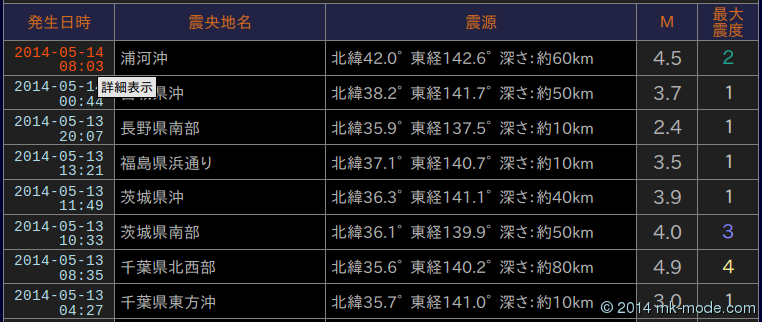 発生日時 震央地名 震源 M 最大
震度
2014-05-14
08:03 浦河沖 北緯42.0° 東経142.6° 深さ:約60km 4.5 2
詳細表示
00:44 県沖 北緯38.2° 東経141.7° 深さ:約50km 3.7 1
2014-05-13
20:07 長野県南部 北緯35.9° 東経137.5° 深さ:約10km 2.4 1
2014-05-13
13:21 福島県浜通り 北緯37.1° 東経140.7° 深さ:約10km 3.5 1
2014-05-13
11:49 茨城県沖 北緯36.3° 東経141.1° 深さ:約40km 3.9 1
2014-05-13
10:33 茨城県南部 北緯36.1° 東経139.9° 深さ:約50km 4.0 3
2014-05-13
08:35 千葉県北西部 北緯35.6° 東経140.2° 深さ:約80km 4.9 4
2014-05-13
04:27 千葉県東方沖 北緯35.7° 東経141.0° 深さ:約10km 3.0 1
© 2014 mk-mode.com